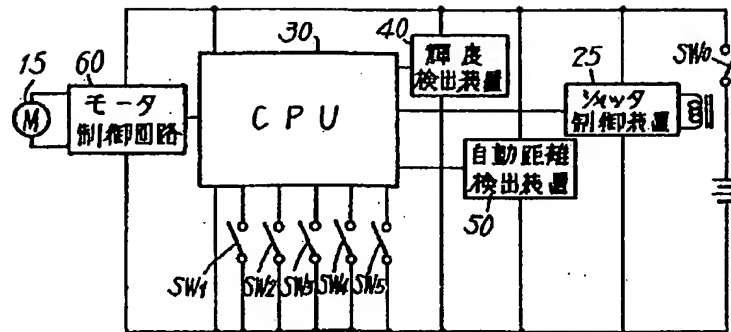 15
60
30
40
25
SW0
M
モータ
制御回路
CPU
輝度
検出装置
シャッタ
制御装置
自動距離
検出装置
50
SW1
SW2
SW3
SW4
SW5